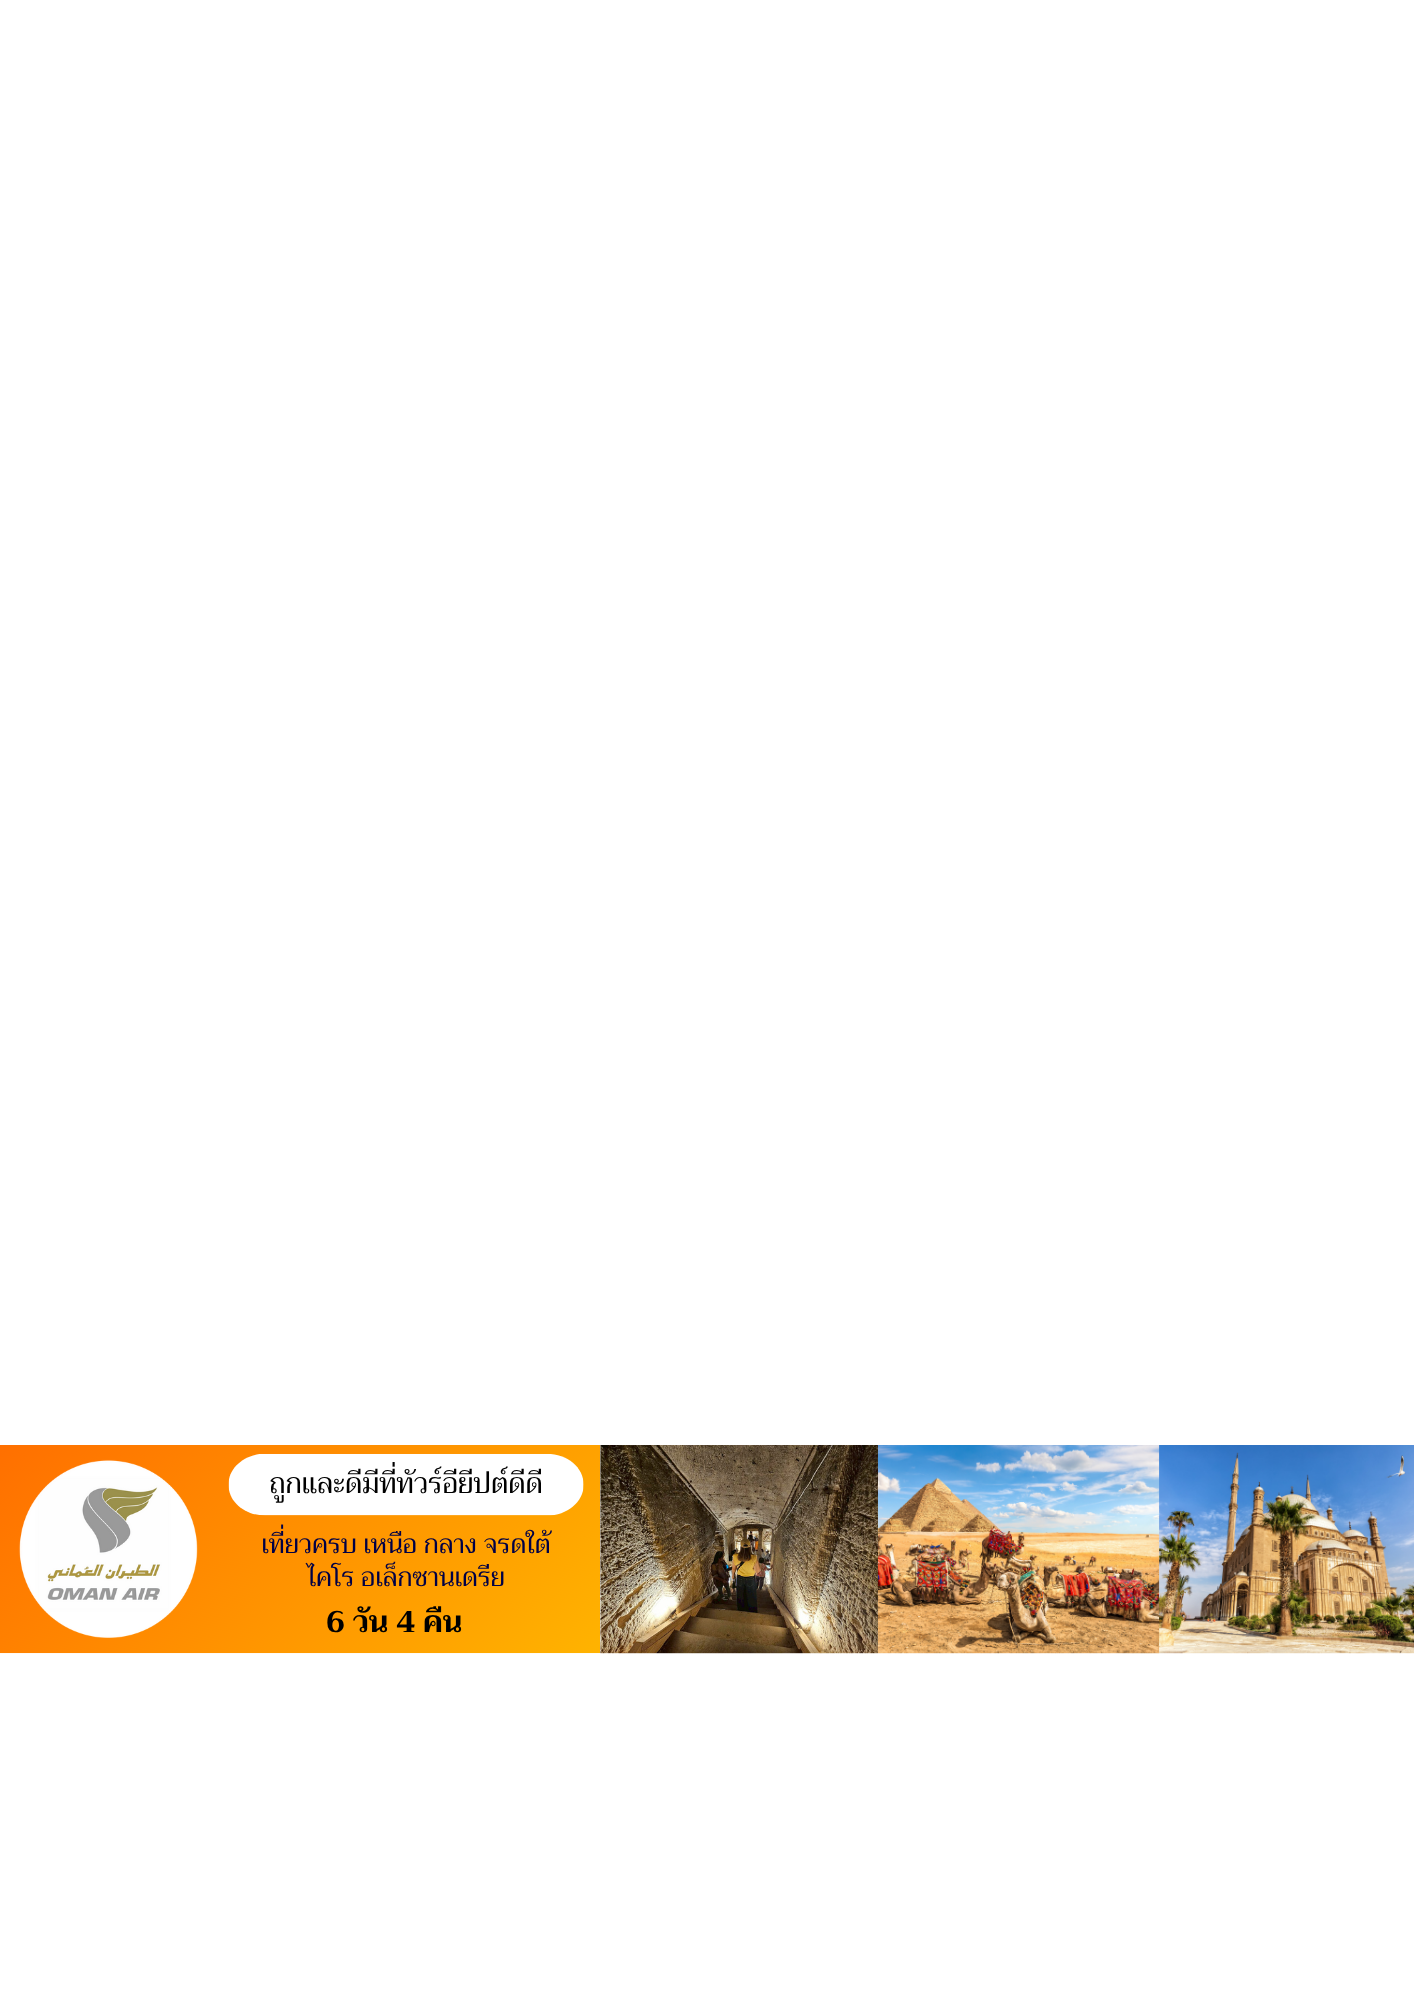 ถูกและดีมีที่ทัวร์อียีปต์ดีดี
เที่ยวครบ เหนือ กลาง จรดใต้
ไคโร อเล็กซานเดรีย
6 วัน 4 คืน
الطيران العماني
OMAN AIR